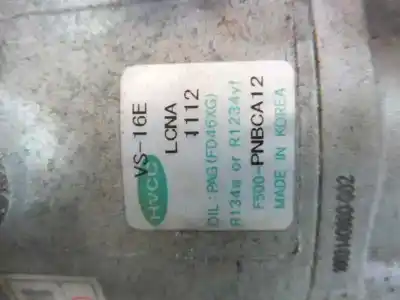 VS-16E
HVCC
LCNA
1112
OIL:PAG(FD46XG)
R134a or R1234yf
F500-PNBCA12
MADE IN KOREA